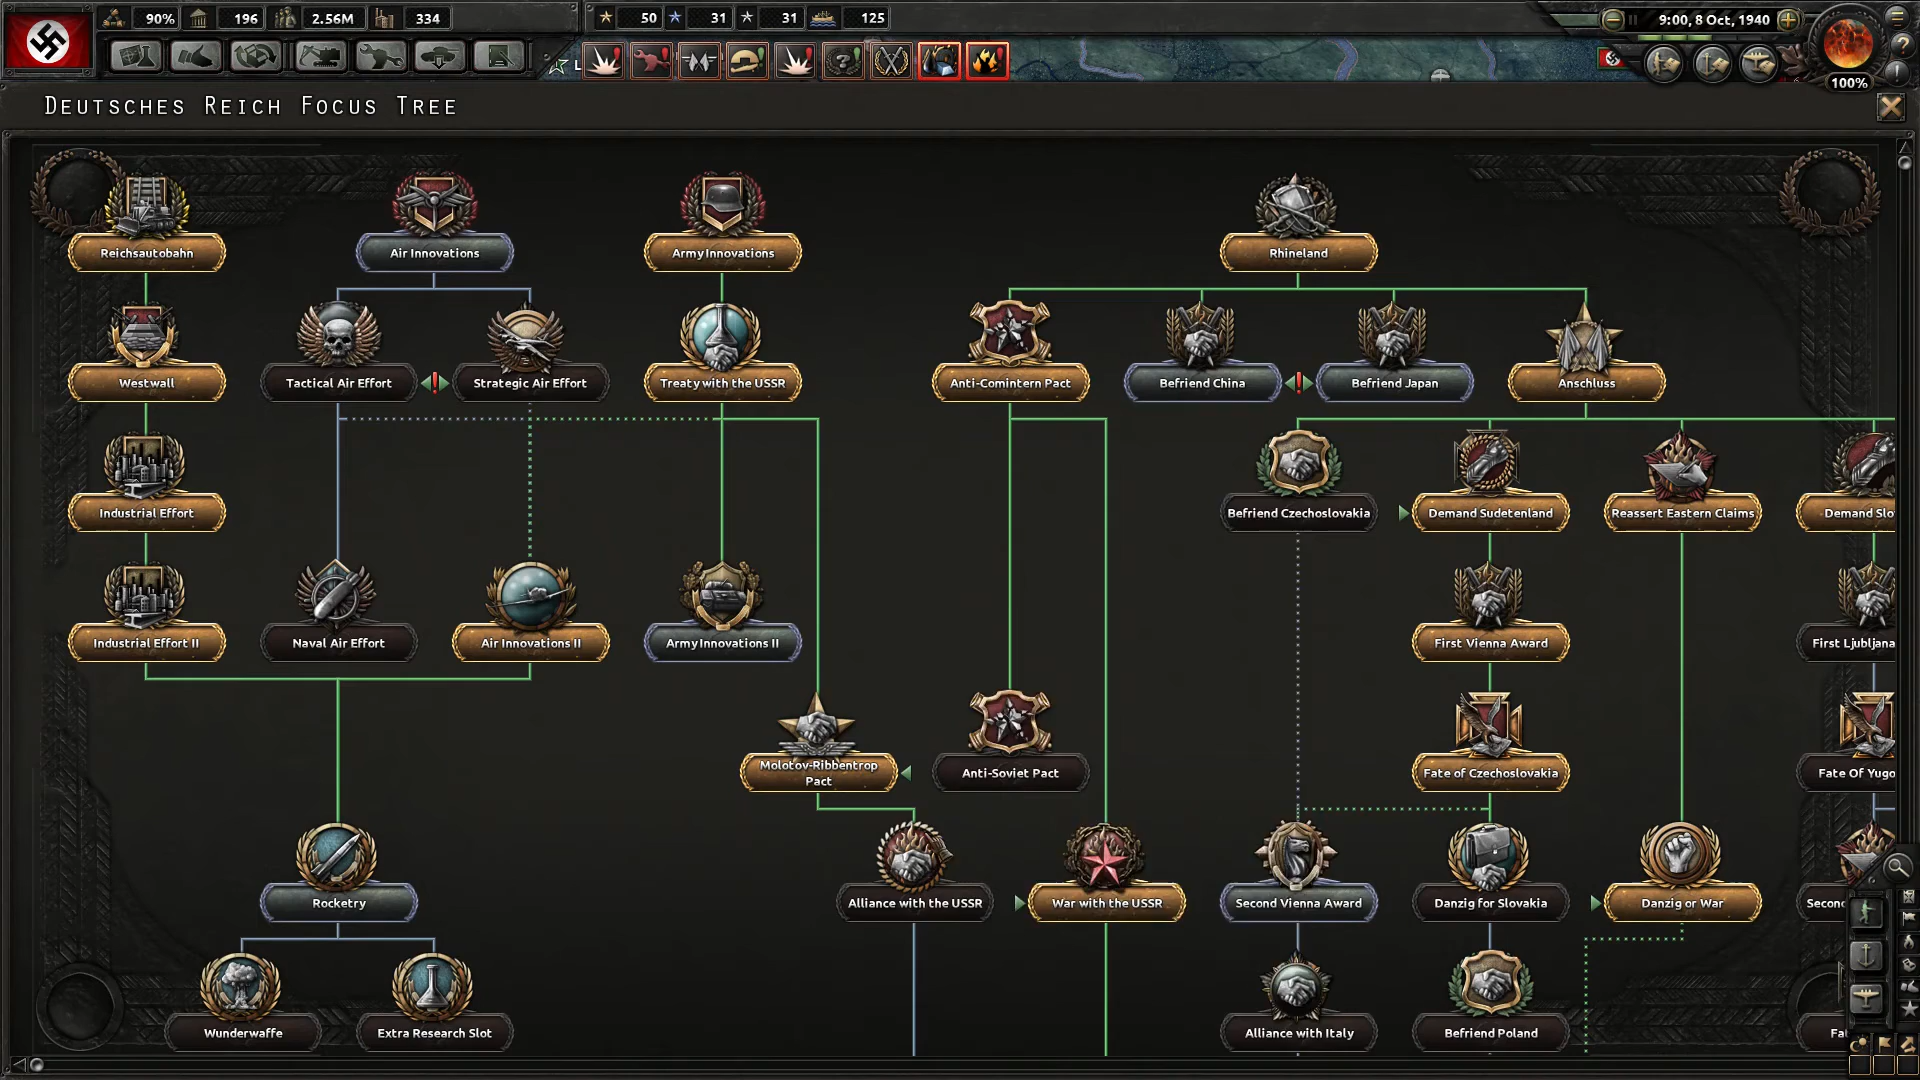 90%
196
2.56M
334
50
31
31
125
9:00, 8 Oct, 1940
100%
Deutsches Reich Focus Tree
Reichsautobahn
Air Innovations
Army Innovations
Rhineland
Westwall
Tactical Air Effort
Strategic Air Effort
Treaty with the USSR
Anti-Comintern Pact
Befriend China
Befriend Japan
Anschluss
Industrial Effort
Befriend Czechoslovakia
Demand Sudetenland
Reassert Eastern Claims
Demand Slo
Industrial Effort II
Naval Air Effort
Air Innovations II
Army Innovations II
First Vienna Award
First Ljubljana
Molotov-Ribbentrop
Pact
Anti-Soviet Pact
Fate of Czechoslovakia
Fate Of Yugo
Rocketry
Alliance with the USSR
War with the USSR
Second Vienna Award
Danzig for Slovakia
Danzig or War
Secon
Wunderwaffe
Extra Research Slot
Alliance with Italy
Befriend Poland
Fa